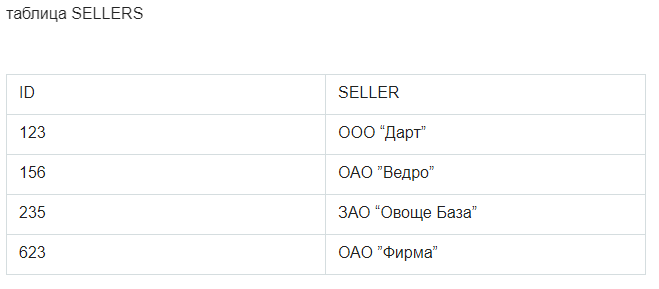 таблица SELLERS
ID SELLER
123 ООО “Дарт”
156 ОАО ”Ведро”
235 ЗАО “Овоще База”
623 ОАО ”Фирма”